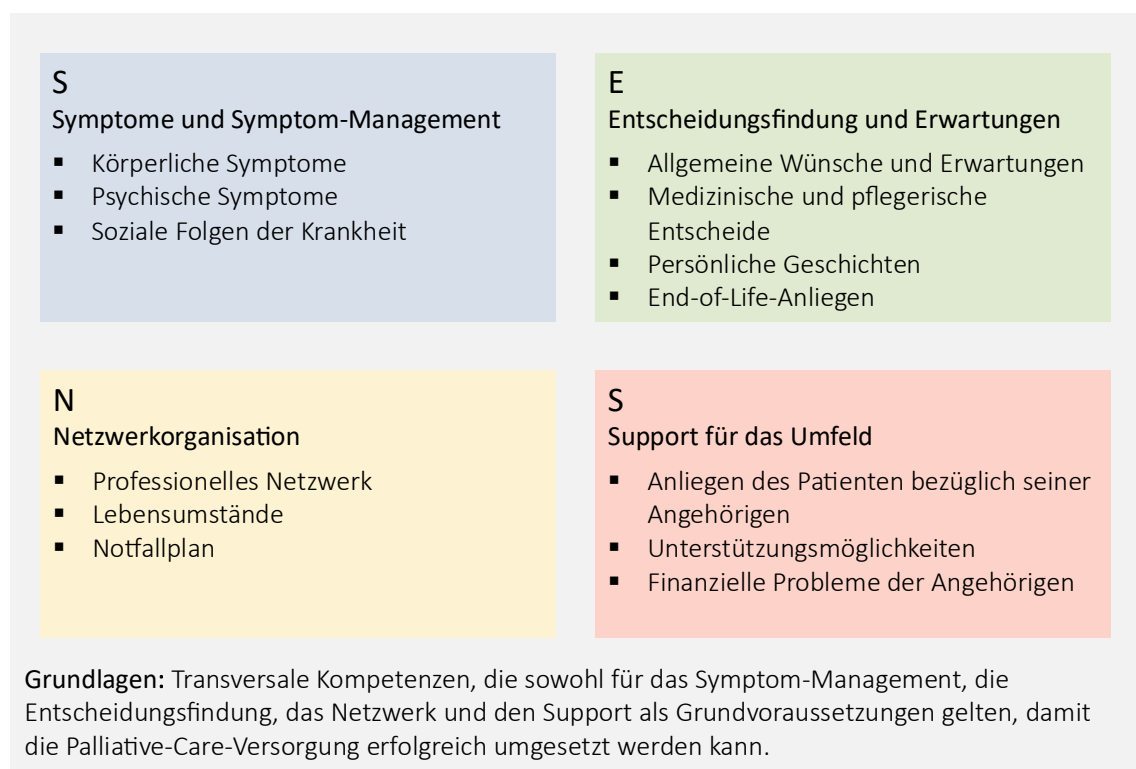 S
Symptome und Symptom-Management
▪ Körperliche Symptome
▪ Psychische Symptome
▪ Soziale Folgen der Krankheit
E
Entscheidungsfindung und Erwartungen
▪ Allgemeine Wünsche und Erwartungen
▪ Medizinische und pflegerische
Entscheide
▪ Persönliche Geschichten
▪ End-of-Life-Anliegen
N
Netzwerkorganisation
▪ Professionelles Netzwerk
▪ Lebensumstände
▪ Notfallplan
S
Support für das Umfeld
▪ Anliegen des Patienten bezüglich seiner
Angehörigen
▪ Unterstützungsmöglichkeiten
▪ Finanzielle Probleme der Angehörigen
Grundlagen: Transversale Kompetenzen, die sowohl für das Symptom-Management, die
Entscheidungsfindung, das Netzwerk und den Support als Grundvoraussetzungen gelten, damit
die Palliative-Care-Versorgung erfolgreich umgesetzt werden kann.